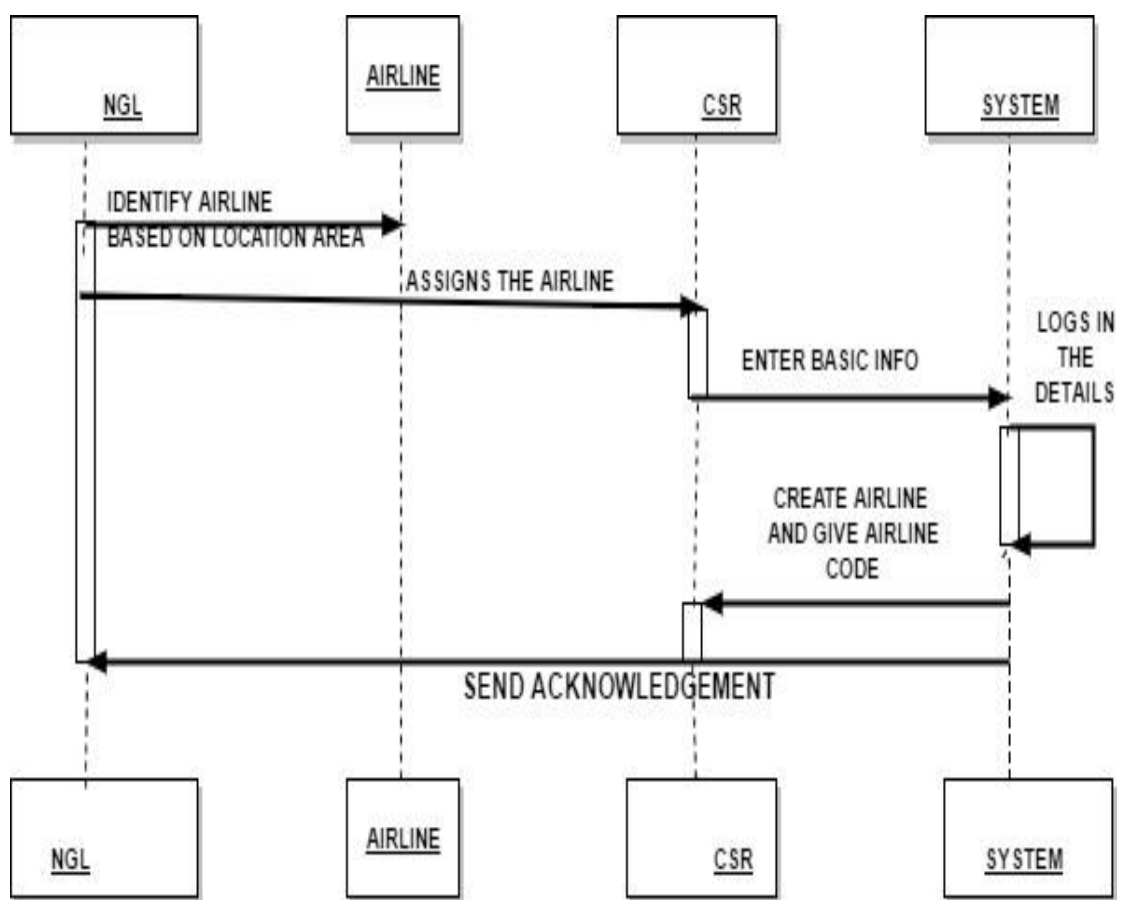 NGL
AIRLINE
CSR
SYSTEM
IDENTIFY AIRLINE
BASED ON LOCATION AREA
ASSIGNS THE AIRLINE
ENTER BASIC INFO
LOGS IN
THE
DETAILS
CREATE AIRLINE
AND GIVE AIRLINE
CODE
SEND ACKNOWLEDGEMENT
NGL
AIRLINE
CSR
SYSTEM